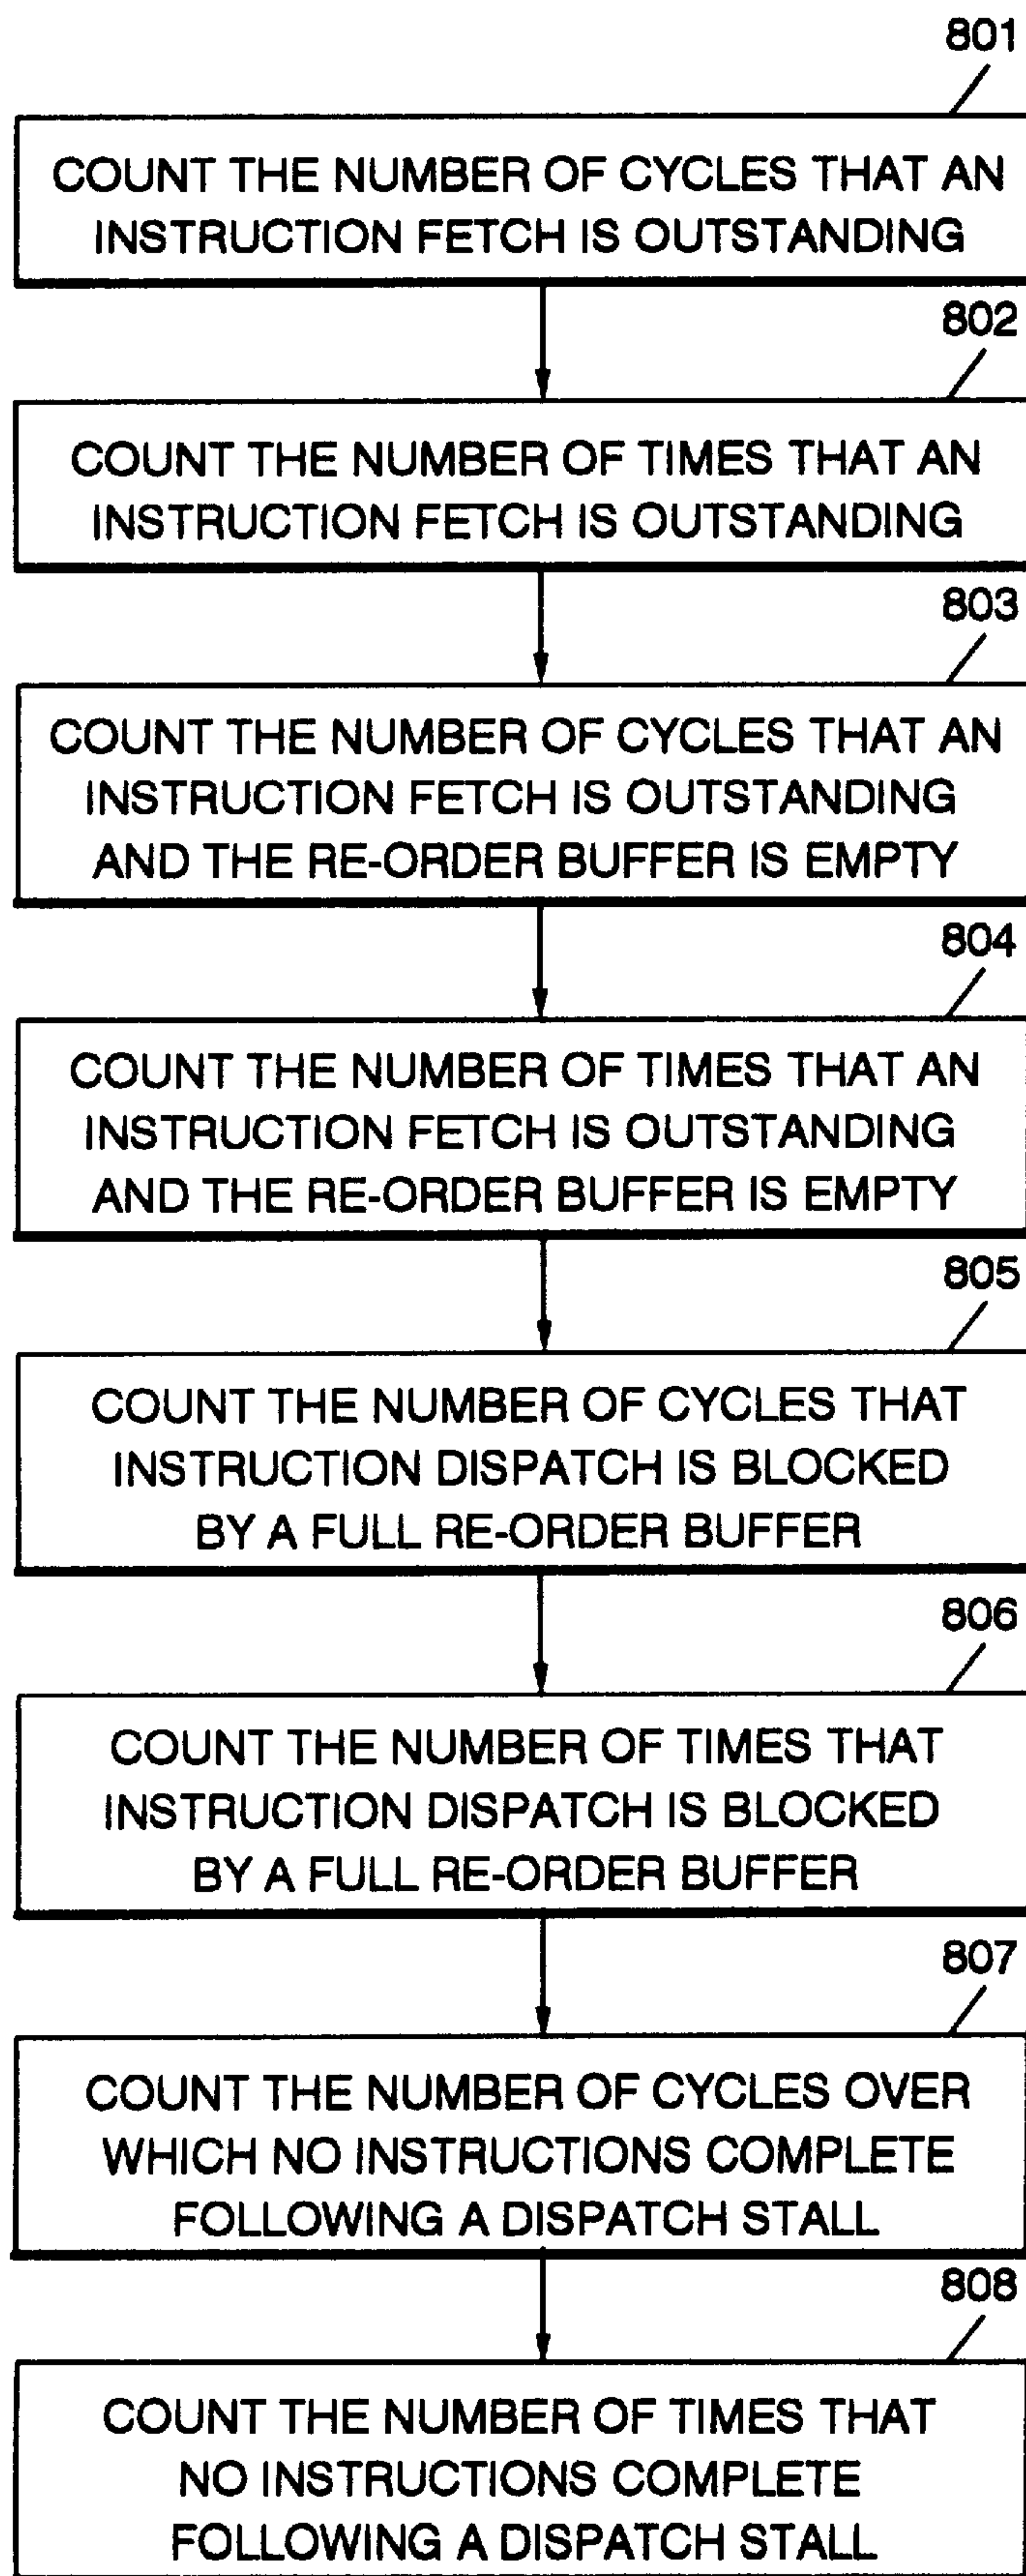 801
COUNT THE NUMBER OF CYCLES THAT AN
INSTRUCTION FETCH IS OUTSTANDING
802
COUNT THE NUMBER OF TIMES THAT AN
INSTRUCTION FETCH IS OUTSTANDING
803
COUNT THE NUMBER OF CYCLES THAT AN
INSTRUCTION FETCH IS OUTSTANDING
AND THE RE-ORDER BUFFER IS EMPTY
804
COUNT THE NUMBER OF TIMES THAT AN
INSTRUCTION FETCH IS OUTSTANDING
AND THE RE-ORDER BUFFER IS EMPTY
805
COUNT THE NUMBER OF CYCLES THAT
INSTRUCTION DISPATCH IS BLOCKED
BY A FULL RE-ORDER BUFFER
806
COUNT THE NUMBER OF TIMES THAT
INSTRUCTION DISPATCH IS BLOCKED
BY A FULL RE-ORDER BUFFER
807
COUNT THE NUMBER OF CYCLES OVER
WHICH NO INSTRUCTIONS COMPLETE
FOLLOWING A DISPATCH STALL
808
COUNT THE NUMBER OF TIMES THAT
NO INSTRUCTIONS COMPLETE
FOLLOWING A DISPATCH STALL